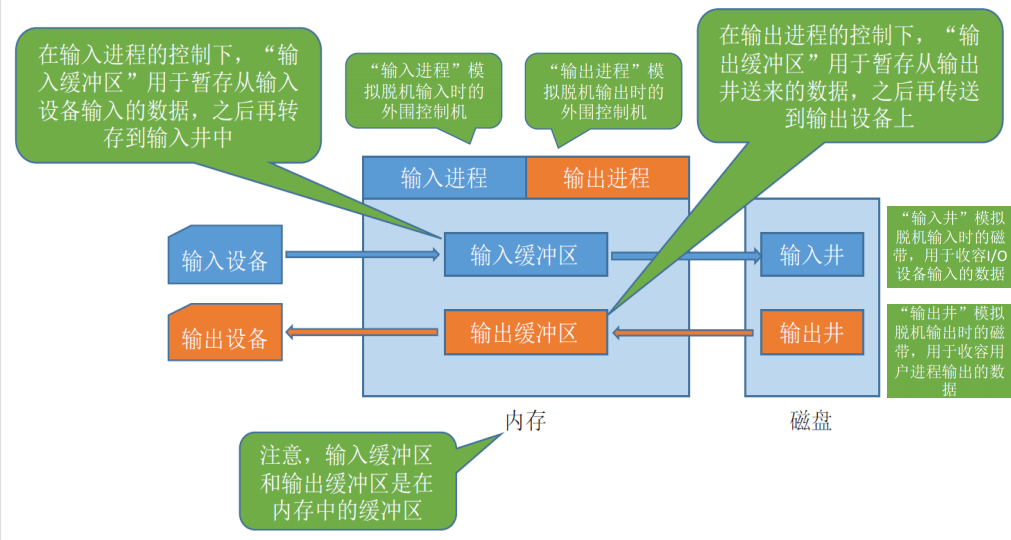 在输入进程的控制下，“输
入缓冲区”用于暂存从输入
设备输入的数据，之后再转
存到输入井中
“输入进程”模
拟脱机输入时的
外围控制机
“输出进程”模
拟脱机输出时的
外围控制机
在输出进程的控制下，“输
出缓冲区”用于暂存从输出
井送来的数据，之后再传送
到输出设备上
输入进程
输出进程
输入设备
输入缓冲区
输入井
“输入井”模拟
脱机输入时的磁
带，用于收容I/O
设备输入的数据
输出设备
输出缓冲区
输出井
“输出井”模拟
脱机输出时的磁
带，用于收容用
户进程输出的数
据
内存
磁盘
注意，输入缓冲区
和输出缓冲区是在
内存中的缓冲区